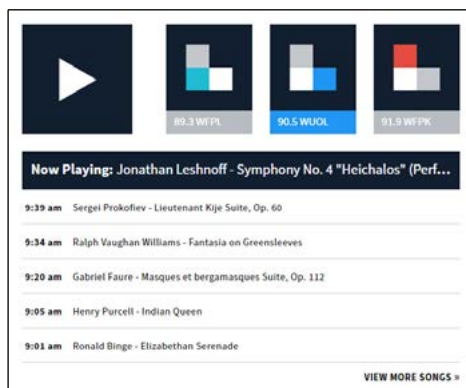 89.3 WFPL
90.5 WUOL
91.9 WFPK
Now Playing: Jonathan Leshnoff - Symphony No. 4 "Heichalos" (Perf...
9:39 am Sergei Prokofiev - Lieutenant Kije Suite, Op. 60
9:34 am Ralph Vaughan Williams - Fantasia on Greensleeves
9:20 am Gabriel Faure - Masques et bergamasques Suite, Op. 112
9:05 am Henry Purcell - Indian Queen
9:01 am Ronald Binge - Elizabethan Serenade
VIEW MORE SONGS »